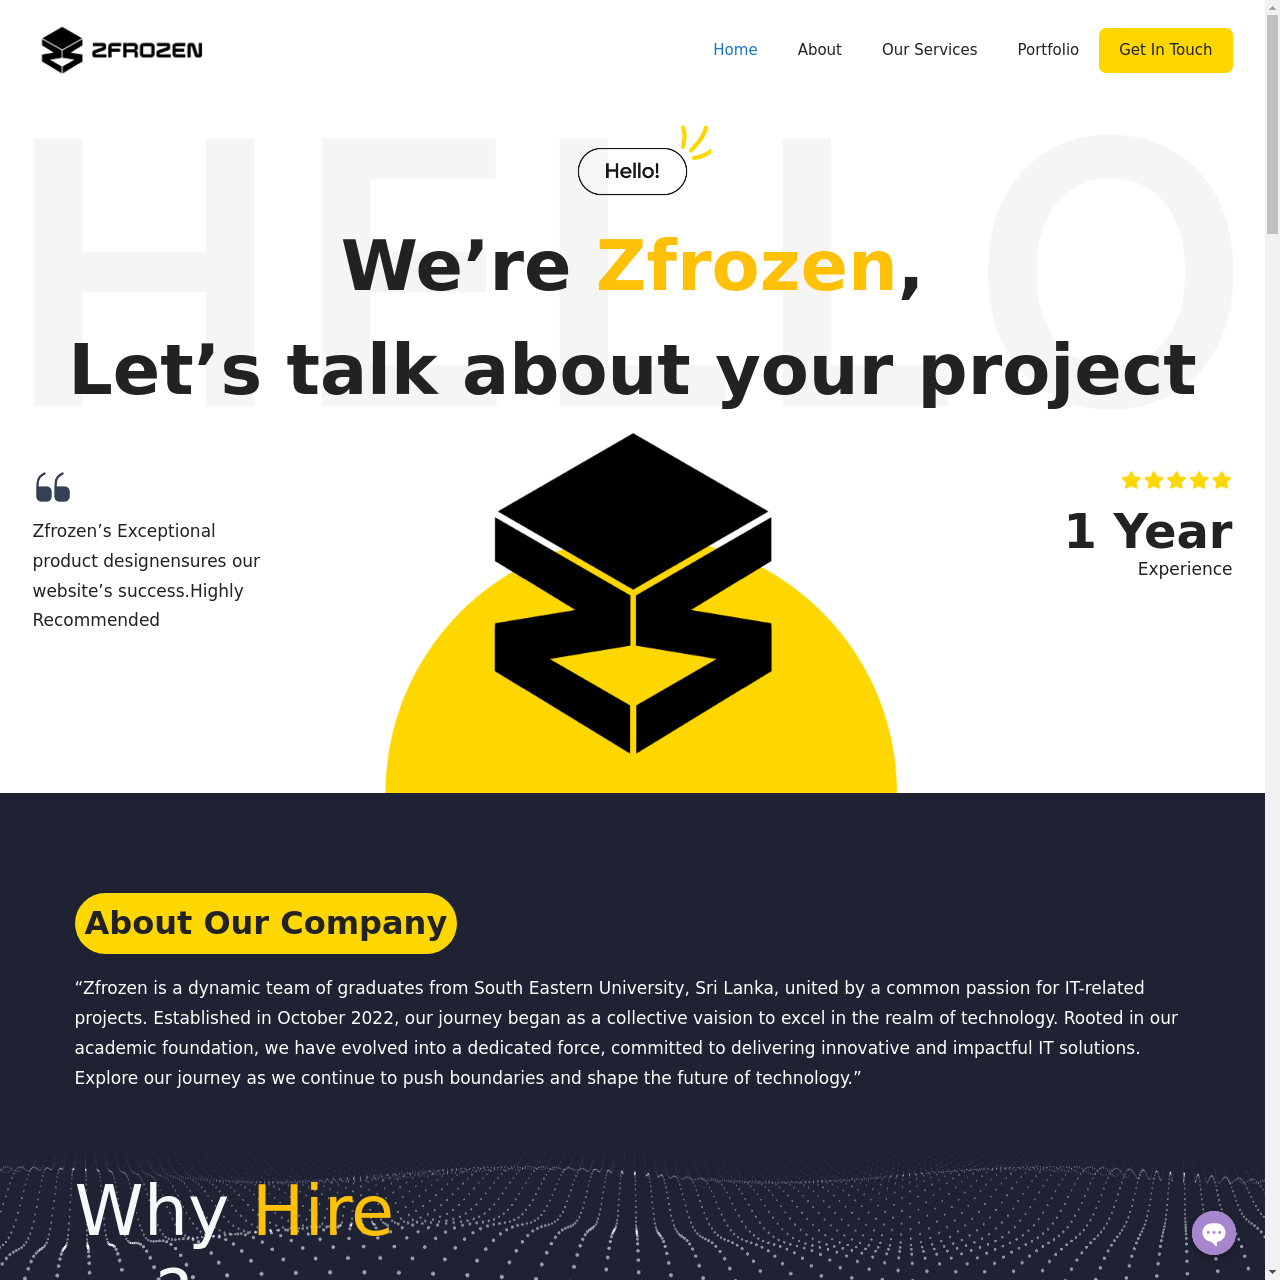 ZFROZEN
Home About Our Services Portfolio Get In Touch
HELLO
Hello!
We’re Zfrozen,
Let’s talk about your project
Zfrozen’s Exceptional
product designensures our
website’s success.Highly
Recommended
1 Year
Experience
About Our Company
“Zfrozen is a dynamic team of graduates from South Eastern University, Sri Lanka, united by a common passion for IT-related
projects. Established in October 2022, our journey began as a collective vaision to excel in the realm of technology. Rooted in our
academic foundation, we have evolved into a dedicated force, committed to delivering innovative and impactful IT solutions.
Explore our journey as we continue to push boundaries and shape the future of technology.”
Why Hire